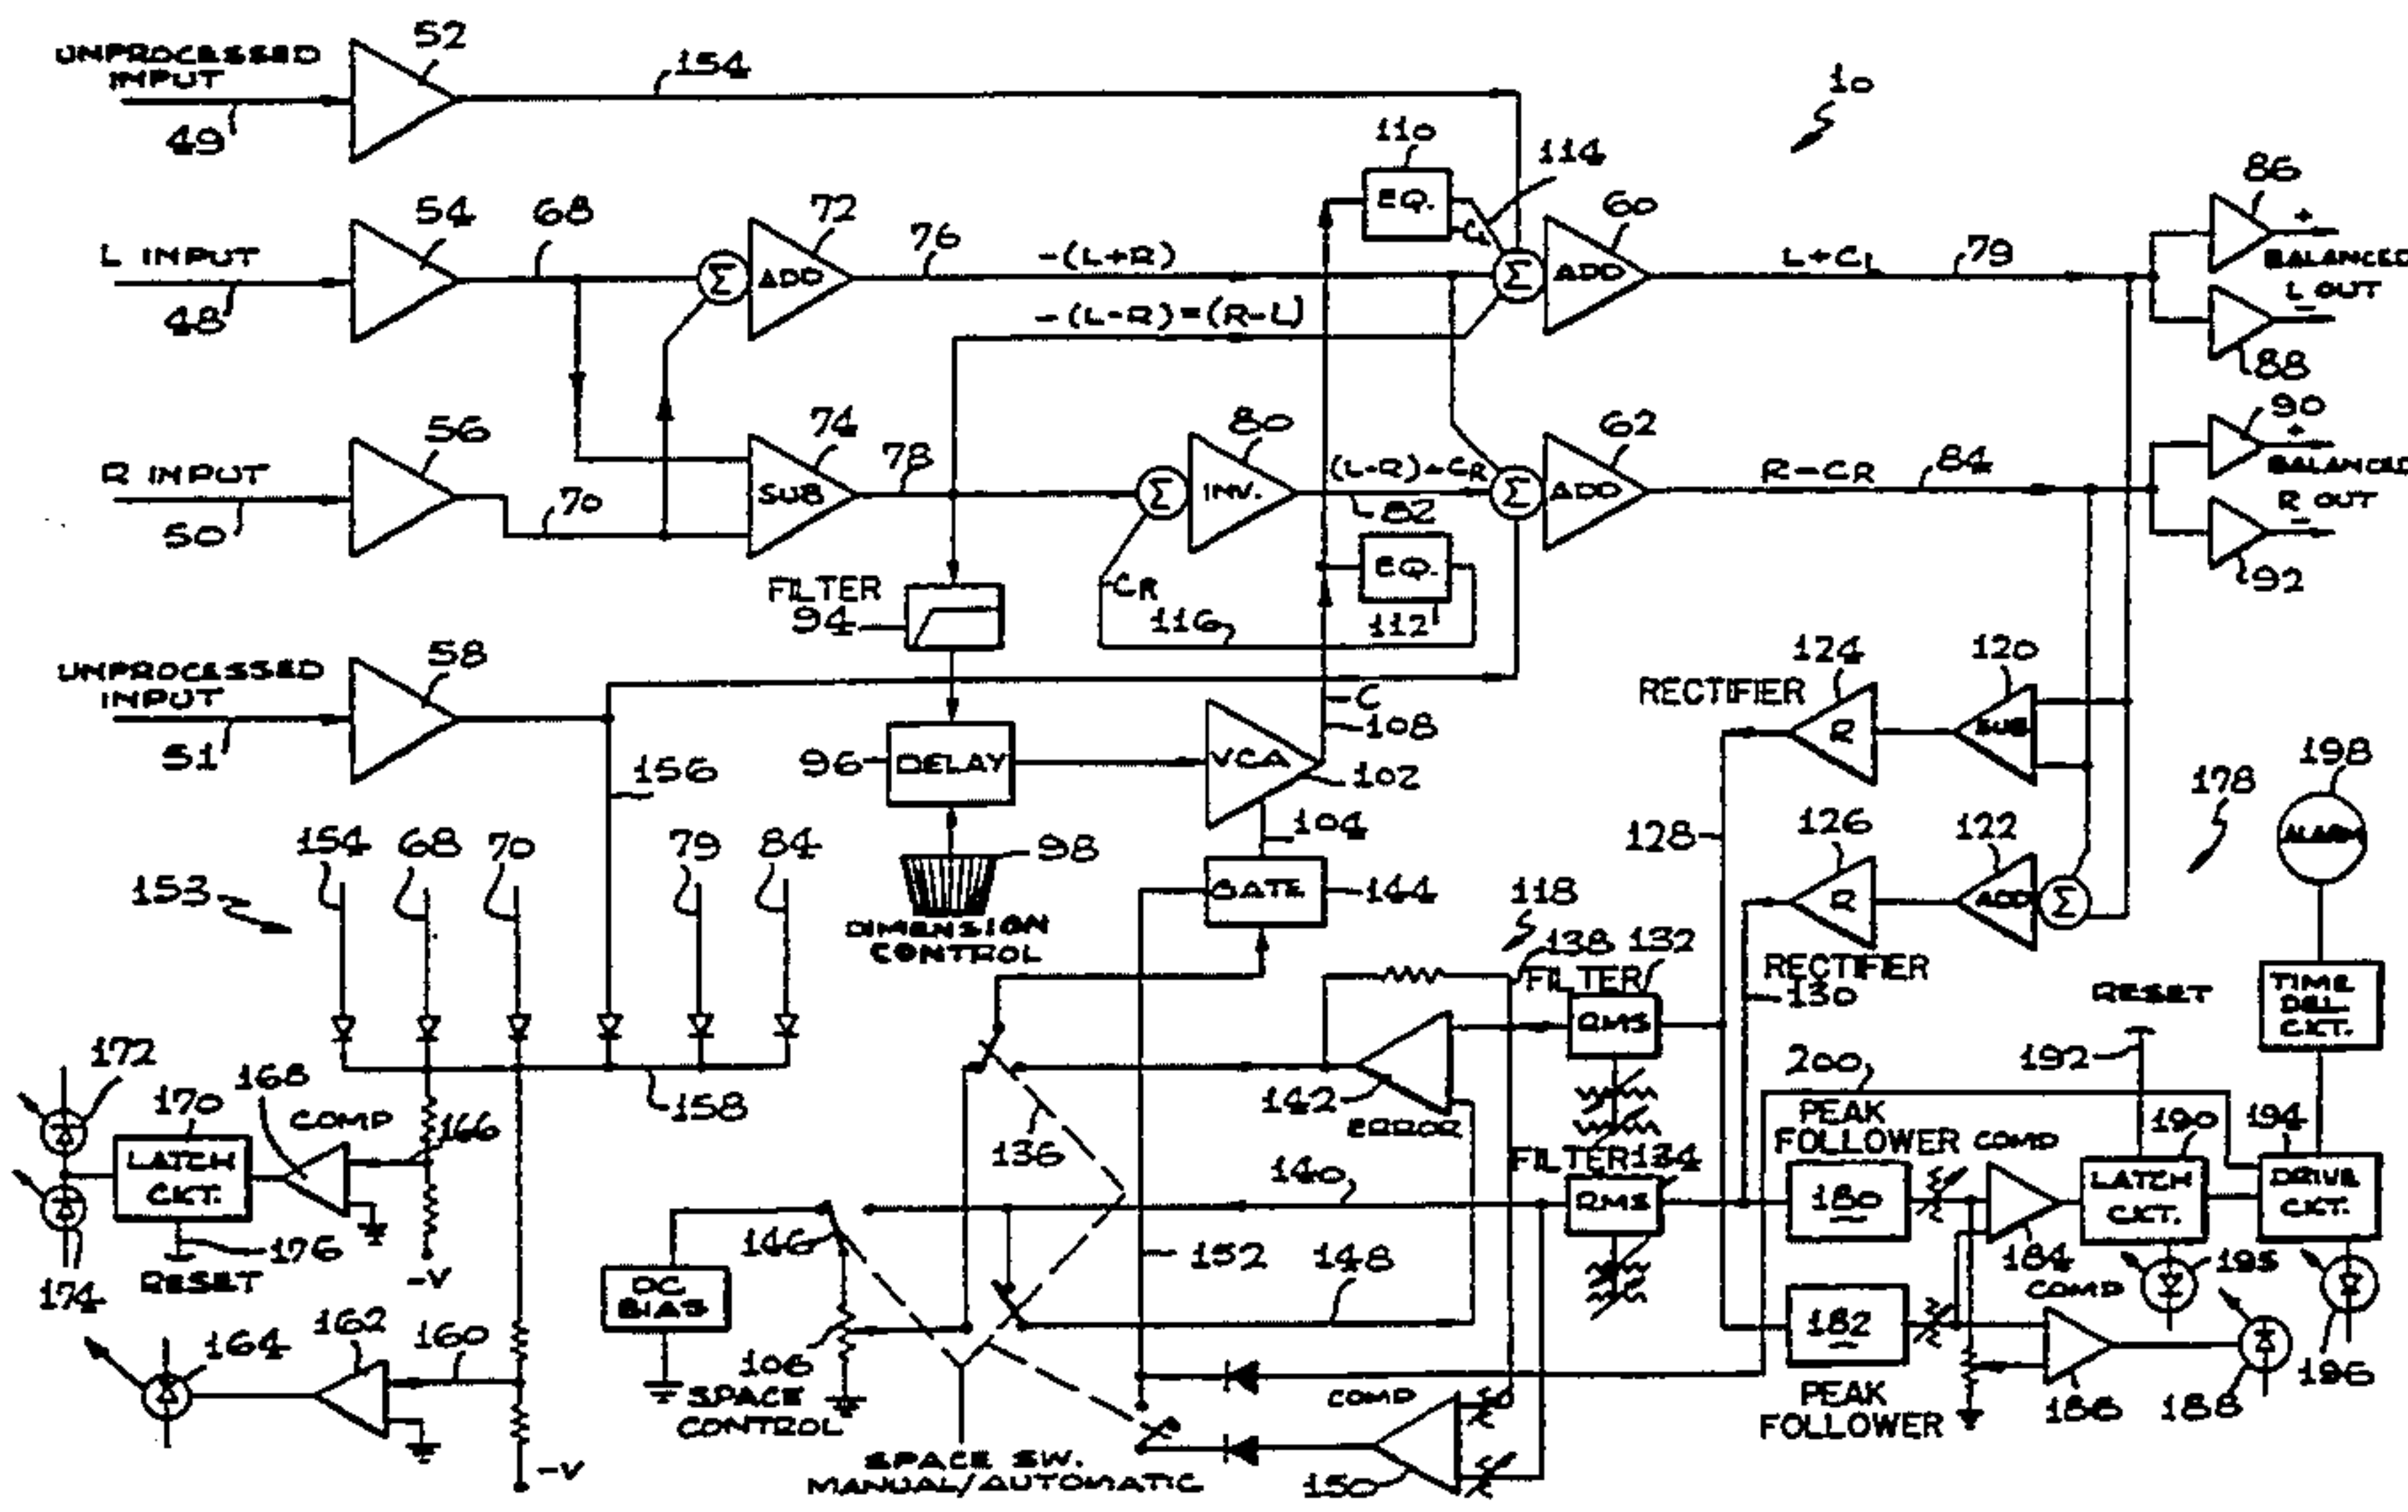 52
UNPROCESSED
INPUT
154
49
10
110
114
EQ.
CL
86
+
BALANCED
L OUT
-
88
L INPUT
48
54
68
72
Σ
ADD
76
-(L+R)
-(L-R)=(R-L)
60
Σ
ADD
L+CL
79
R INPUT
50
56
70
74
SUB
78
Σ
80
INV.
(L-R)+CR
82
62
Σ
ADD
R-CR
84
90
+
BALANCED
R OUT
-
92
FILTER
94
CR
116
EQ.
112
UNPROCESSED
INPUT
51
58
156
96
DELAY
VCA
C
108
102
104
98
DIMENSION
CONTROL
GATE
144
124
RECTIFIER
R
120
SUB
128
126
R
RECTIFIER
130
122
ADD
Σ
178
198
ALARM
TIME
DEL.
CKT.
153
154
68
70
79
84
158
118
138
132
FILTER
RMS
142
ERROR
136
FILTER 134
RMS
140
148
152
RESET
192
200
PEAK
FOLLOWER
180
COMP
184
190
LATCH
CKT.
195
194
DRIVE
CKT.
196
172
174
170
LATCH
CKT.
168
COMP
166
176
RESET
-V
164
162
160
-V
DC
BIAS
146
106
SPACE
CONTROL
SPACE SW.
MANUAL/AUTOMATIC
COMP
150
182
PEAK
FOLLOWER
COMP
188